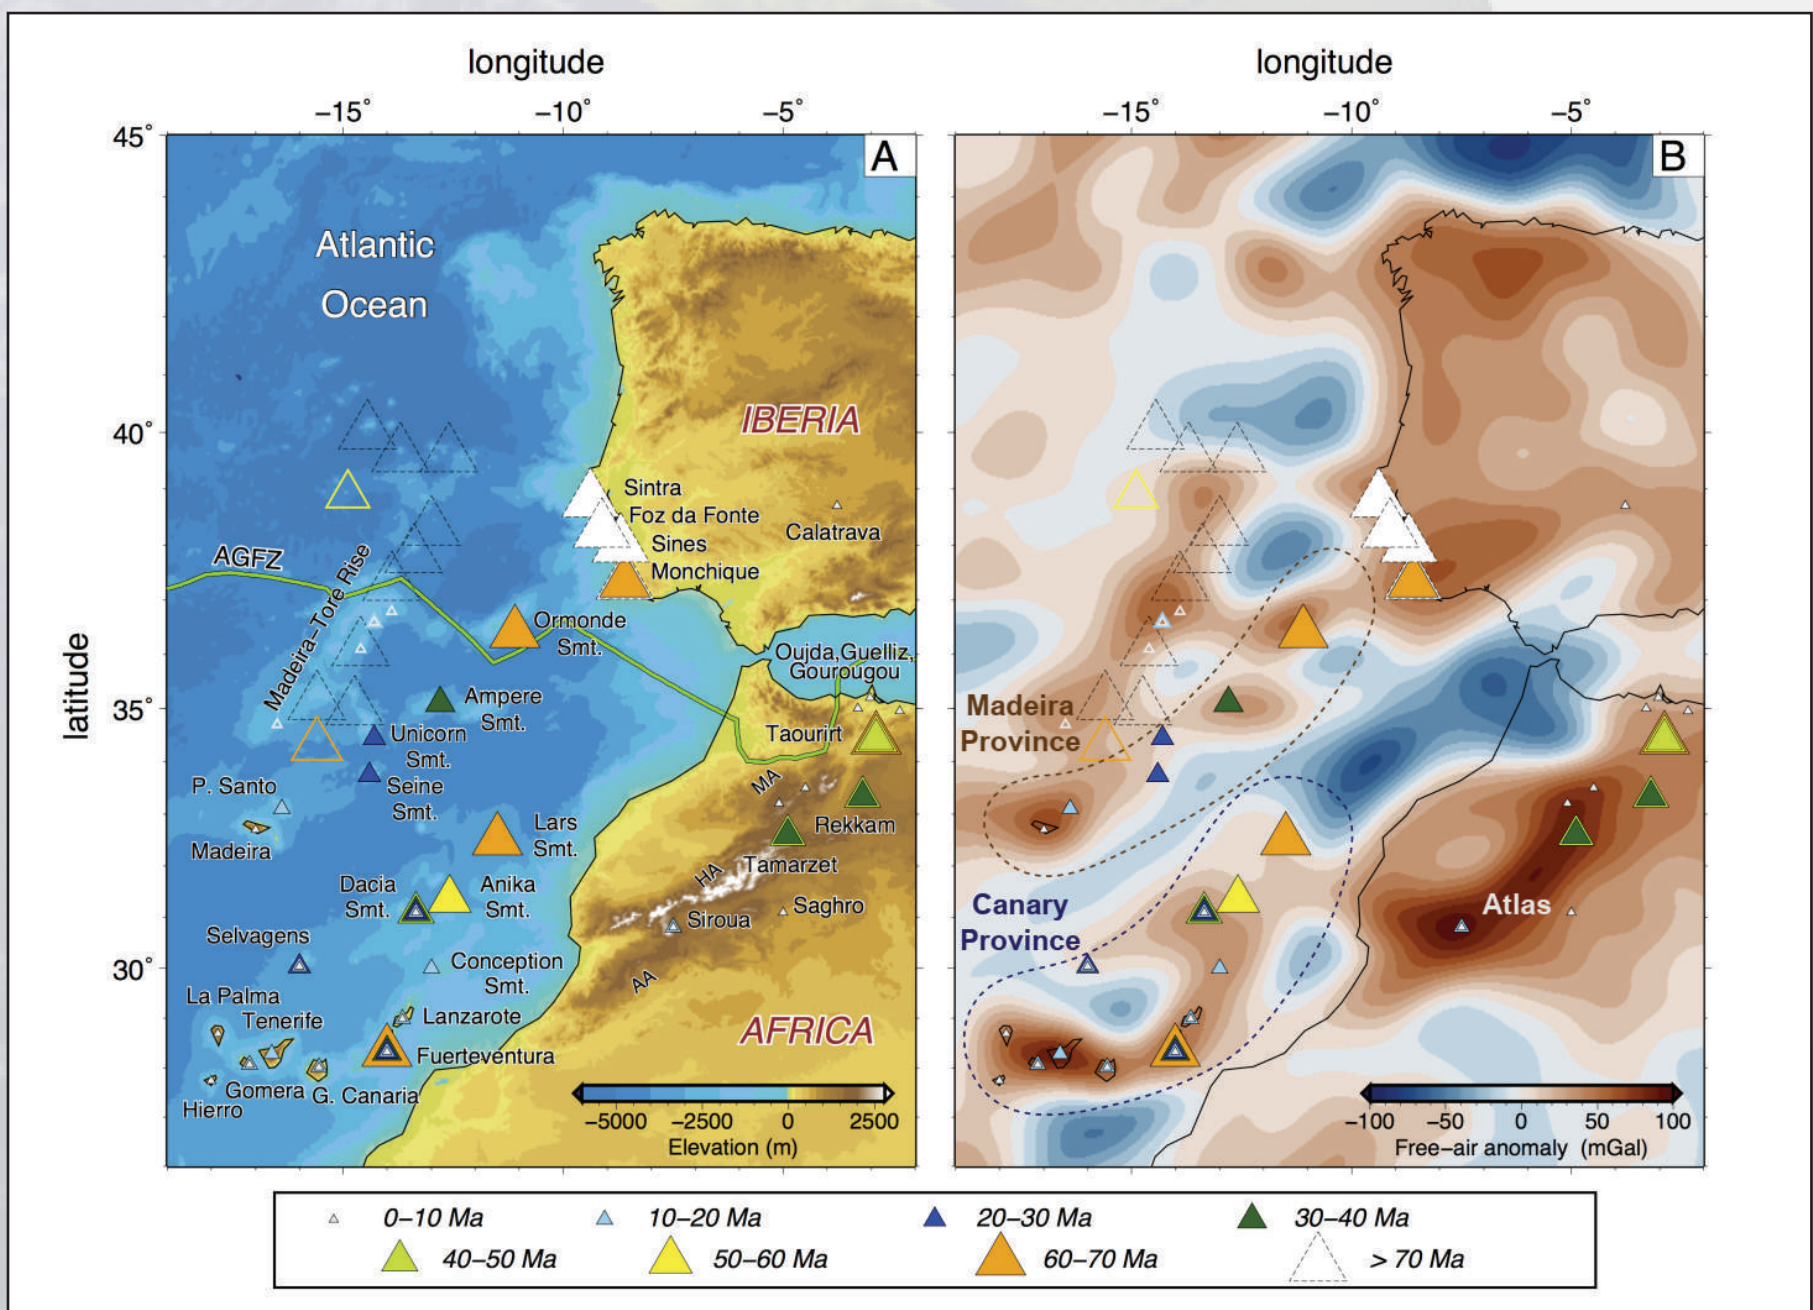 longitude
longitude
−15°
−10°
−5°
−15°
−10°
−5°
45°
40°
35°
30°
latitude
A
Atlantic
Ocean
IBERIA
Sintra
Foz da Fonte
Sines
Monchique
Calatrava
AGFZ
Madeira−Tore Rise
Ormonde
Smt.
Oujda,Guelliz,
Gourougou
Ampere
Smt.
Unicorn
Smt.
Taourirt
P. Santo
Seine
Smt.
MA
Madeira
Lars
Smt.
Rekkam
Tamarzet
HA
Dacia
Smt.
Anika
Smt.
Saghro
Siroua
Selvagens
Conception
Smt.
AA
La Palma
Tenerife
Lanzarote
AFRICA
Fuerteventura
Gomera
G. Canaria
Hierro
−5000
−2500
0
2500
Elevation (m)
B
Madeira
Province
Canary
Province
Atlas
−100
−50
0
50
100
Free−air anomaly (mGal)
0−10 Ma
10−20 Ma
20−30 Ma
30−40 Ma
40−50 Ma
50−60 Ma
60−70 Ma
> 70 Ma